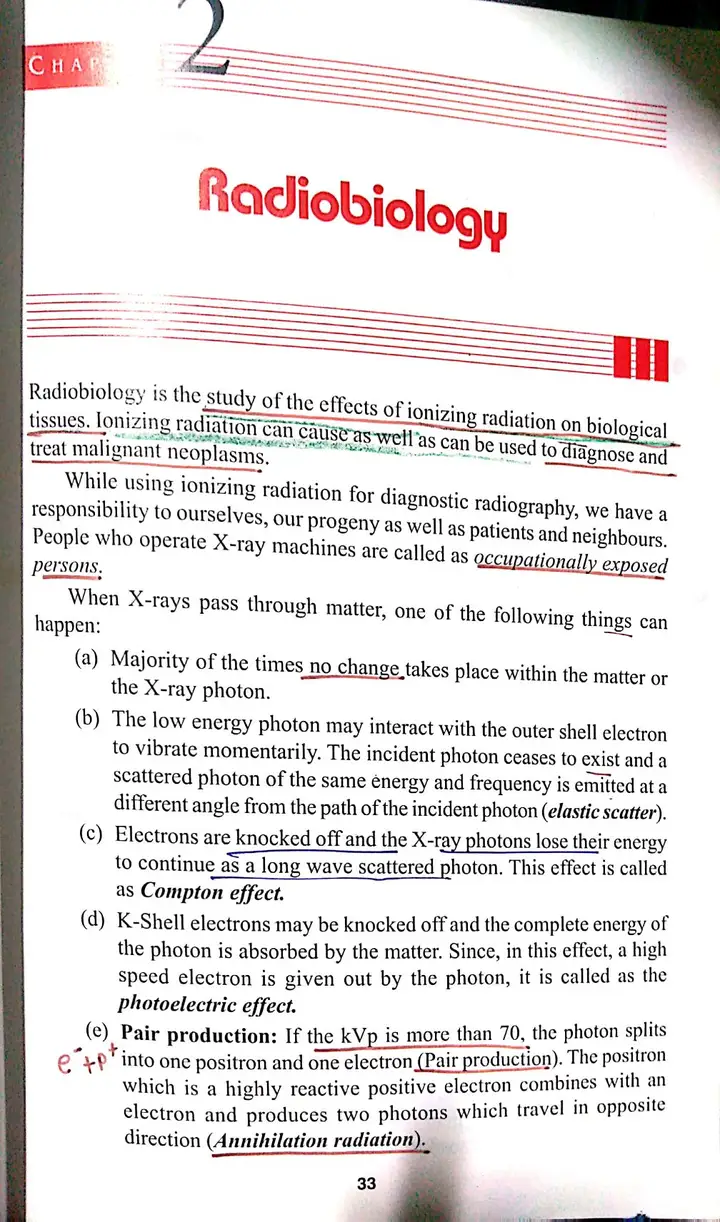 CHAP
2
Radiobiology
Radiobiology is the study of the effects of ionizing radiation on biological
tissues. Ionizing radiation can cause as well as can be used to diagnose and
treat malignant neoplasms.
While using ionizing radiation for diagnostic radiography, we have a
responsibility to ourselves, our progeny as well as patients and neighbours.
People who operate X-ray machines are called as occupationally exposed
persons.
When X-rays pass through matter, one of the following things can
happen:
(a) Majority of the times no change takes place within the matter or
the X-ray photon.
(b) The low energy photon may interact with the outer shell electron
to vibrate momentarily. The incident photon ceases to exist and a
scattered photon of the same energy and frequency is emitted at a
different angle from the path of the incident photon (elastic scatter).
(c) Electrons are knocked off and the X-ray photons lose their energy
to continue as a long wave scattered photon. This effect is called
as Compton effect.
(d) K-Shell electrons may be knocked off and the complete energy of
the photon is absorbed by the matter. Since, in this effect, a high
speed electron is given out by the photon, it is called as the
photoelectric effect.
(e) Pair production: If the kVp is more than 70, the photon splits
e⁻+p⁺ into one positron and one electron (Pair production). The positron
which is a highly reactive positive electron combines with an
electron and produces two photons which travel in opposite
direction (Annihilation radiation).
33